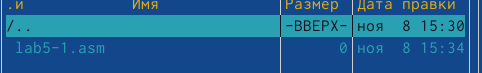 .и Имя Размер Дата правки
/.. -ВВЕРХ- ноя 8 15:30
lab5-1.asm 0 ноя 8 15:34